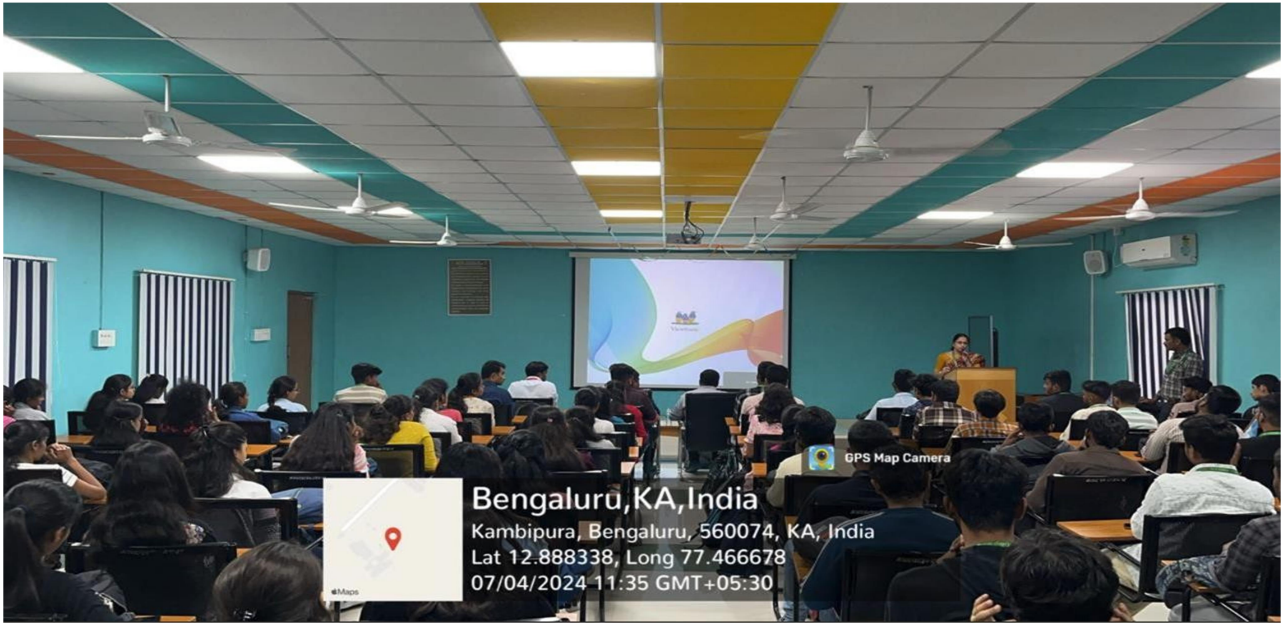 ViewSonic
GPS Map Camera
Bengaluru,KA,India
Kambipura, Bengaluru, 560074, KA, India
Lat 12.888338, Long 77.466678
07/04/2024 11:35 GMT+05:30
Maps